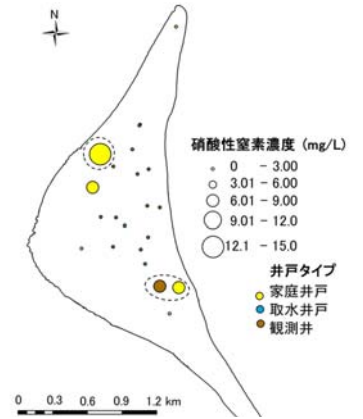 N
硝酸性窒素濃度 (mg/L)
0 - 3.00
3.01 - 6.00
6.01 - 9.00
9.01 - 12.0
12.1 - 15.0
井戸タイプ
家庭井戸
取水井戸
観測井
0 0.3 0.6 0.9 1.2 km